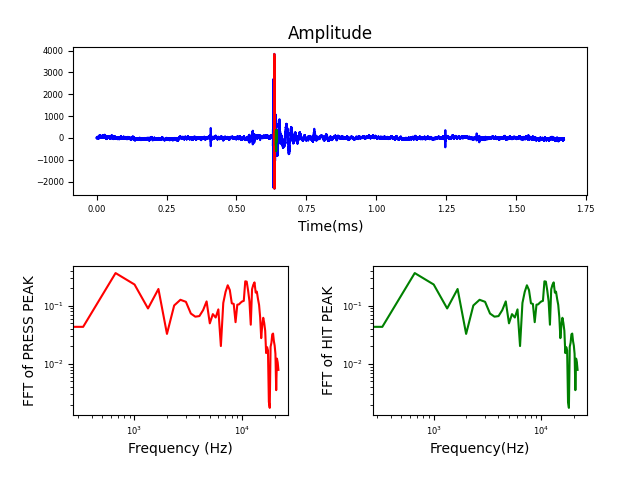 Amplitude
4000
3000
2000
1000
0
−1000
−2000
0.00 0.25 0.50 0.75 1.00 1.25 1.50 1.75
Time(ms)
FFT of PRESS PEAK
10⁻¹
10⁻²
10³ 10⁴
Frequency (Hz)
FFT of HIT PEAK
10⁻¹
10⁻²
10³ 10⁴
Frequency(Hz)